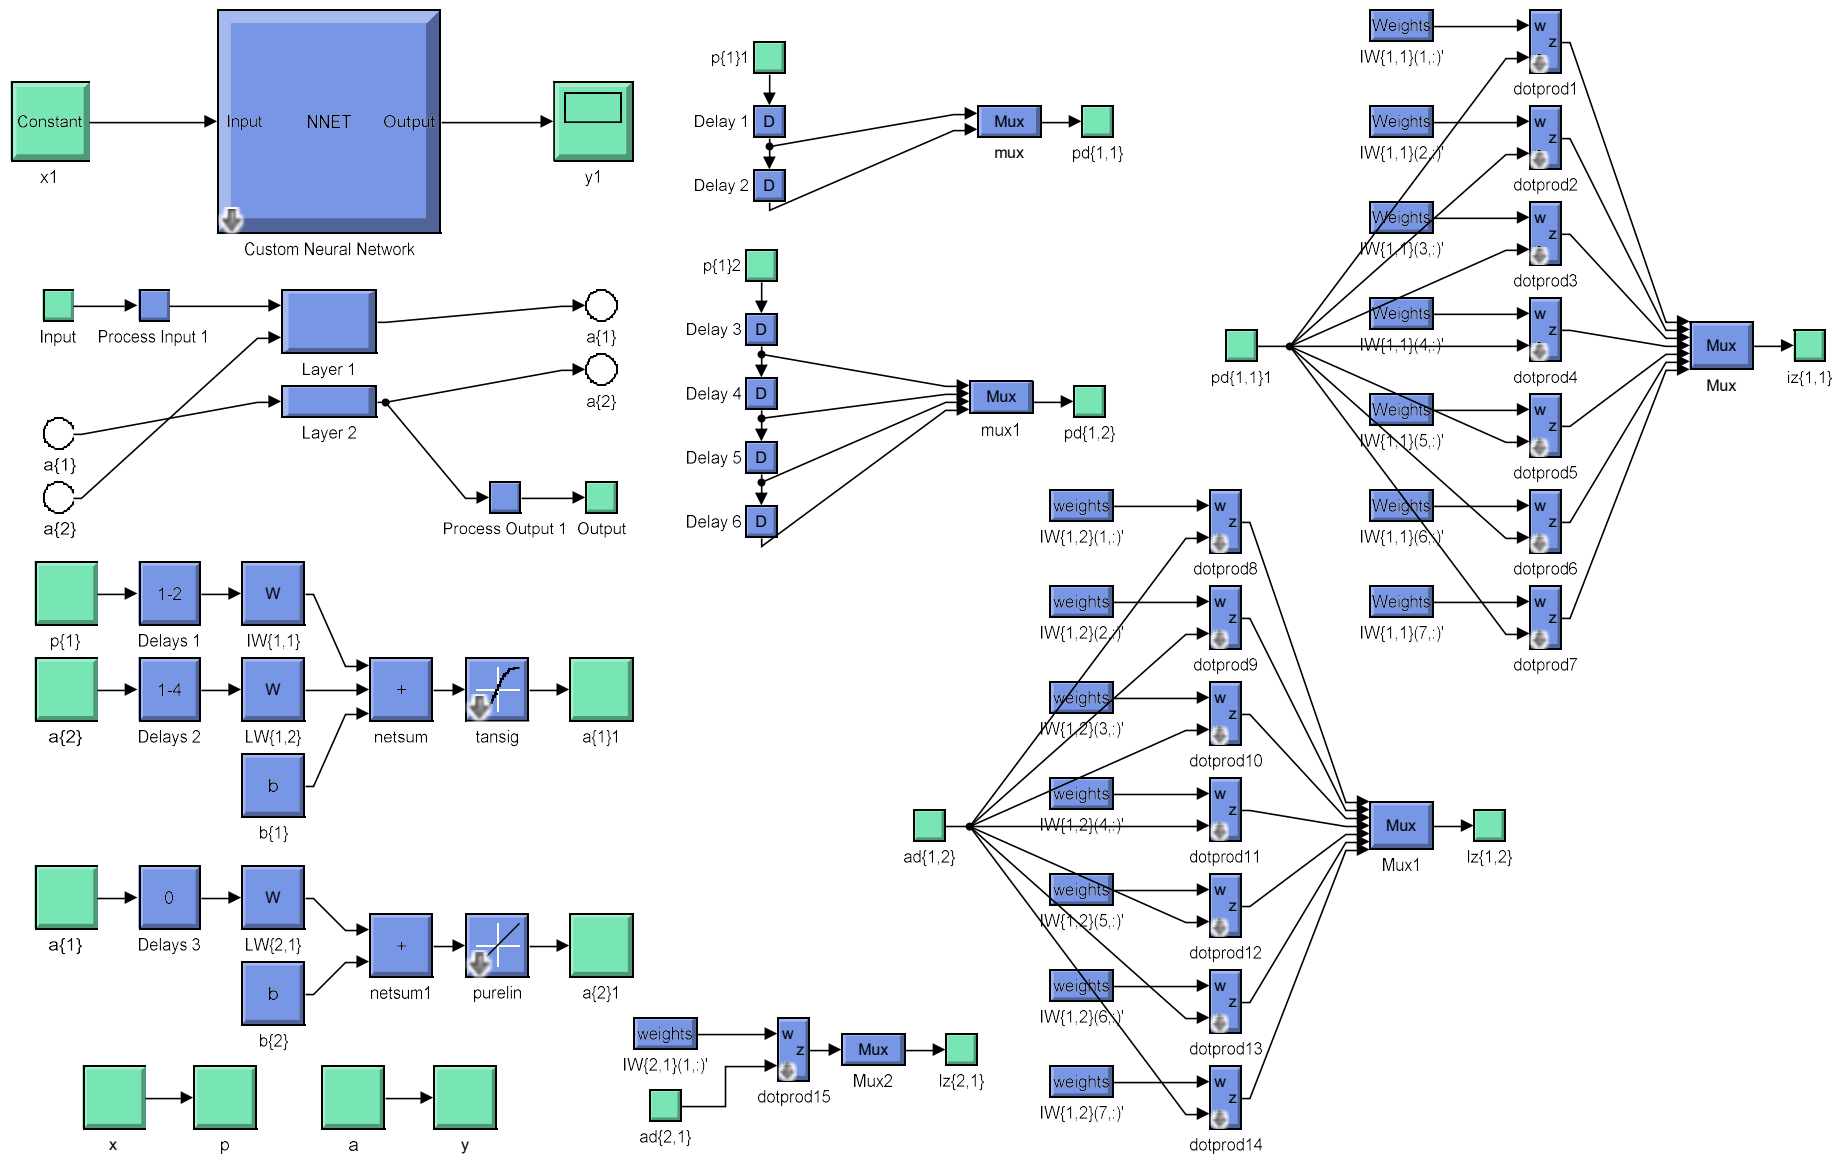 Constant
x1
Input
NNET
Output
Custom Neural Network
y1
Input
Process Input 1
Layer 1
a{1}
a{2}
Layer 2
a{1}
a{2}
Process Output 1
Output
p{1}
1-2
Delays 1
W
IW{1,1}
a{2}
1-4
Delays 2
W
LW{1,2}
b
b{1}
+
netsum
tansig
a{1}1
a{1}
0
Delays 3
W
LW{2,1}
b
b{2}
+
netsum1
purelin
a{2}1
x
p
a
y
p{1}1
Delay 1
D
Delay 2
D
Mux
mux
pd{1,1}
p{1}2
Delay 3
D
Delay 4
D
Delay 5
D
Delay 6
D
Mux
mux1
pd{1,2}
Weights
IW{1,1}(1,:)'
w
z
dotprod1
Weights
IW{1,1}(2,:)'
w
z
dotprod2
Weights
IW{1,1}(3,:)'
w
z
dotprod3
Weights
IW{1,1}(4,:)'
w
z
dotprod4
Weights
IW{1,1}(5,:)'
w
z
dotprod5
Weights
IW{1,1}(6,:)'
w
z
dotprod6
Weights
IW{1,1}(7,:)'
w
z
dotprod7
pd{1,1}1
Mux
Mux
iz{1,1}
weights
IW{1,2}(1,:)'
w
z
dotprod8
weights
IW{1,2}(2,:)'
w
z
dotprod9
weights
IW{1,2}(3,:)'
w
z
dotprod10
weights
IW{1,2}(4,:)'
w
z
dotprod11
weights
IW{1,2}(5,:)'
w
z
dotprod12
weights
IW{1,2}(6,:)'
w
z
dotprod13
weights
IW{1,2}(7,:)'
w
z
dotprod14
ad{1,2}
Mux
Mux1
lz{1,2}
weights
IW{2,1}(1,:)'
ad{2,1}
w
z
dotprod15
Mux
Mux2
lz{2,1}